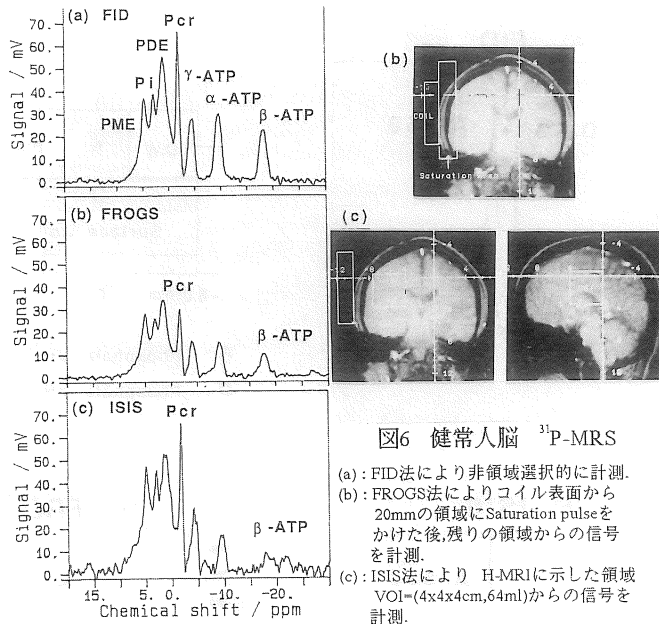 (a) FID
Pcr
PDE
Pi
PME
γ-ATP
α-ATP
β-ATP
Signal / mV
70.
60.
50.
40.
30.
20.
10.
0.
(b) FROGS
Pcr
β-ATP
Signal / mV
70.
60.
50.
40.
30.
20.
10.
0.
(c) ISIS
Pcr
β-ATP
Signal / mV
70.
60.
50.
40.
30.
20.
10.
0.
15. 5.0 0. -10. -20.
Chemical shift / ppm
(b)
COIL
Saturation
(c)
図6 健常人脳 ³¹P-MRS
(a) : FID法により非領域選択的に計測.
(b) : FROGS法によりコイル表面から
20mmの領域にSaturation pulseを
かけた後,残りの領域からの信号
を計測.
(c) : ISIS法により H-MRIに示した領域
VOI=(4x4x4cm,64ml)からの信号を
計測.